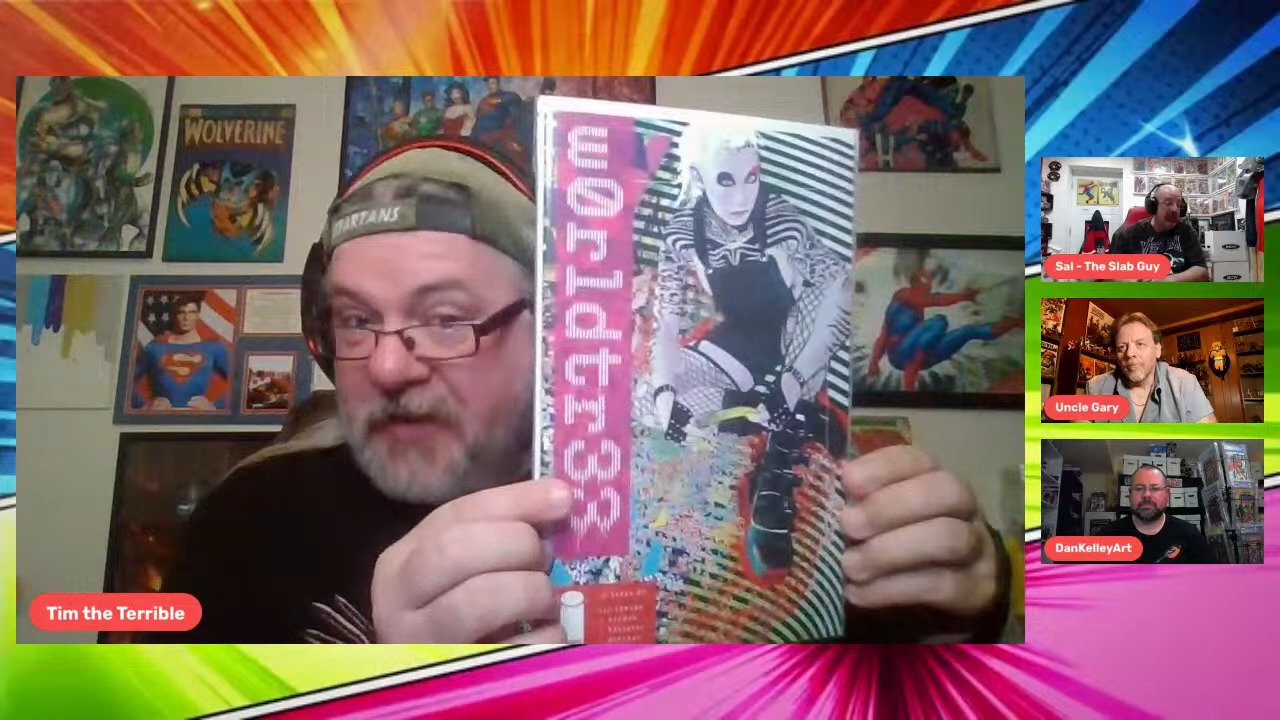 WOLVERINE
SPARTANS
worldtr33
Tim the Terrible
Sal - The Slab Guy
Uncle Gary
DanKelleyArt